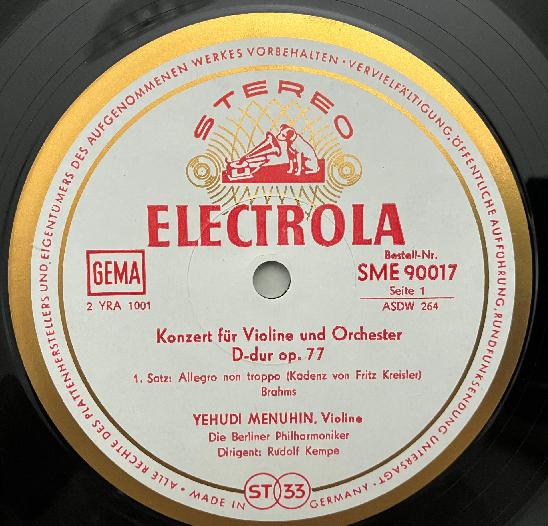 · ALLE RECHTE DES PLATTENHERSTELLERS UND EIGENTÜMERS DES AUFGENOMMENEN WERKES VORBEHALTEN · VERVIELFÄLTIGUNG, ÖFFENTLICHE AUFFÜHRUNG, RUNDFUNKSENDUNG UNTERSAGT ·
STEREO
ELECTROLA
GEMA
2 YRA 1001
Bestell-Nr.
SME 90017
Seite 1
ASDW 264
Konzert für Violine und Orchester
D-dur op. 77
1. Satz: Allegro non troppo (Kadenz von Fritz Kreisler)
Brahms
YEHUDI MENUHIN, Violine
Die Berliner Philharmoniker
Dirigent: Rudolf Kempe
MADE IN GERMANY
ST 33